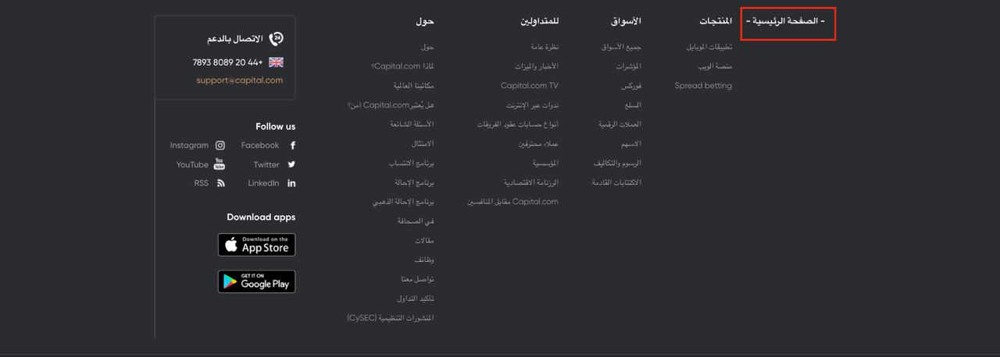 - الصفحة الرئيسية -
المنتجات
تطبيقات الموبايل
منصة الويب
Spread betting
الأسواق
جميع الأسواق
المؤشرات
فوركس
السلع
العملات الرقمية
الاسهم
الرسوم والتكاليف
الاكتتابات القادمة
للمتداولين
نظرة عامة
الأخبار والميزات
Capital.com TV
ندوات عبر الإنترنت
أنواع حسابات عقود الفروقات
عملاء محترفين
المؤسسية
الرزنامة الاقتصادية
Capital.com مقابل المنافسين
حول
حول
لماذا Capital.com؟
مكاتبنا العالمية
هل يُعتبرCapital.com امن؟
الأسئلة الشائعة
الامتثال
برنامج الانتساب
برنامج الإحالة
برنامج الإحالة الذهبي
في الصحافة
مقالات
وظائف
تواصل معنا
تأكيد التداول
المنشورات التنظيمية (CySEC)
24
الاتصال بالدعم
+44 20 8089 7893
support@capital.com
Follow us
Facebook
Instagram
Twitter
You Tube
YouTube
LinkedIn
RSS
Download apps
Download on the
App Store
GET IT ON
Google Play